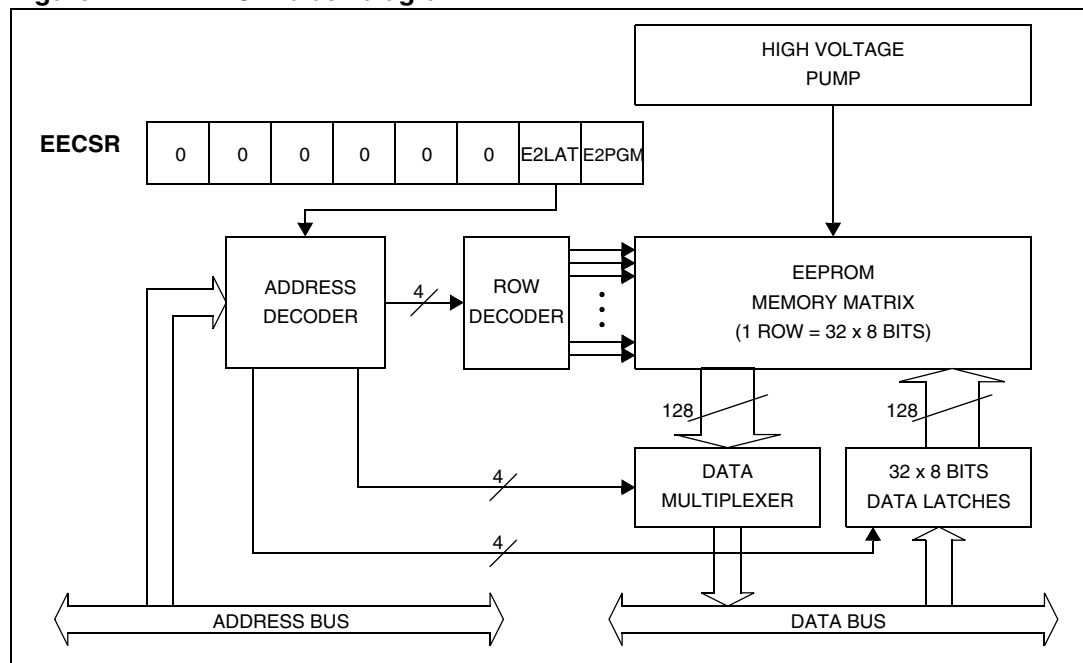 HIGH VOLTAGE
PUMP
EECSR
0 0 0 0 0 0 E2LAT E2PGM
ADDRESS
DECODER
4
ROW
DECODER
EEPROM
MEMORY MATRIX
(1 ROW = 32 x 8 BITS)
128
128
4
DATA
MULTIPLEXER
32 x 8 BITS
DATA LATCHES
4
ADDRESS BUS
DATA BUS